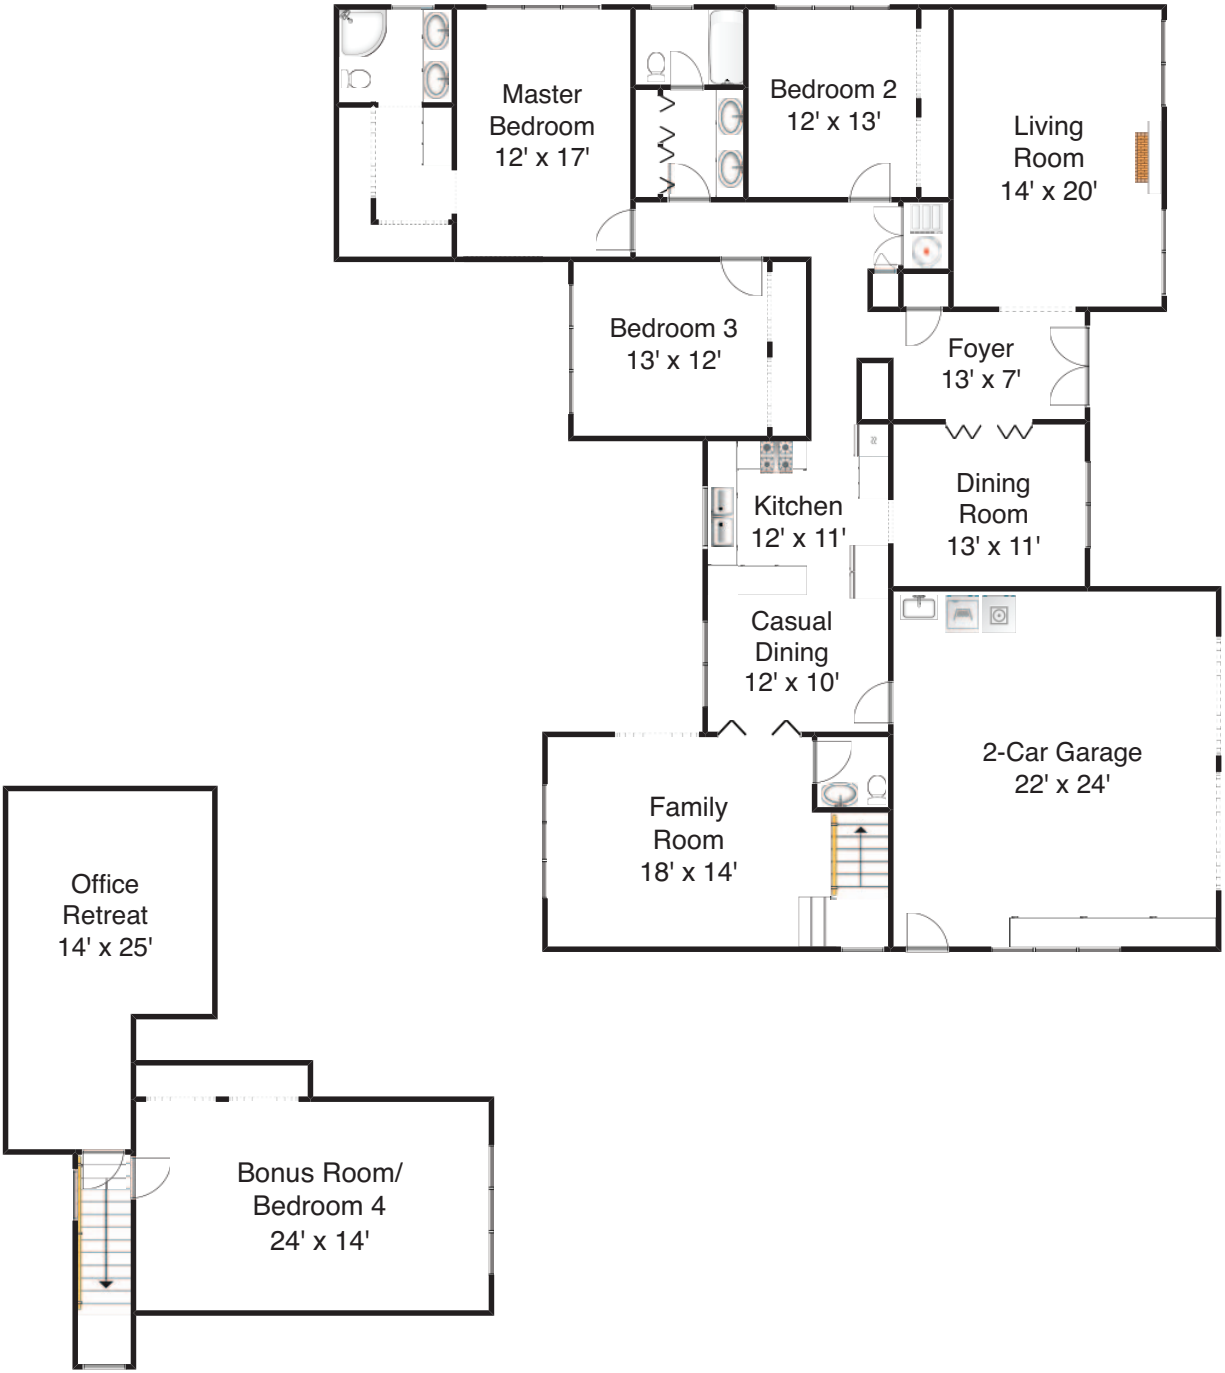 Master
Bedroom
12' x 17'
Bedroom 2
12' x 13'
Living
Room
14' x 20'
Bedroom 3
13' x 12'
Foyer
13' x 7'
Kitchen
12' x 11'
Dining
Room
13' x 11'
Casual
Dining
12' x 10'
2-Car Garage
22' x 24'
Family
Room
18' x 14'
Office
Retreat
14' x 25'
Bonus Room/
Bedroom 4
24' x 14'